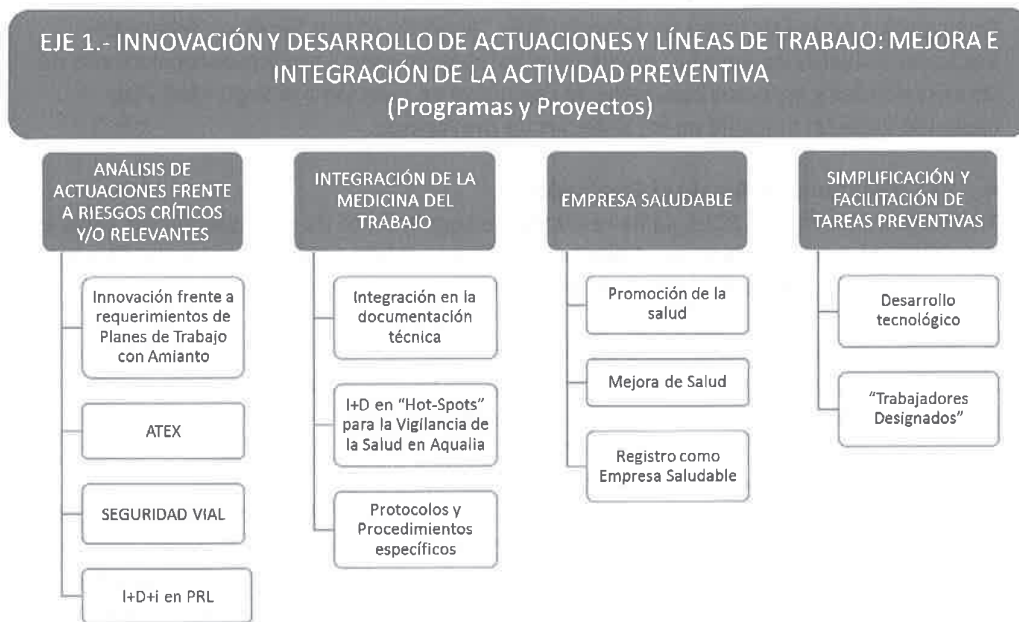 EJE 1.- INNOVACIÓN Y DESARROLLO DE ACTUACIONES Y LÍNEAS DE TRABAJO: MEJORA E
INTEGRACIÓN DE LA ACTIVIDAD PREVENTIVA
(Programas y Proyectos)
ANÁLISIS DE
ACTUACIONES FRENTE
A RIESGOS CRÍTICOS
Y/O RELEVANTES
Innovación frente a
requerimientos de
Planes de Trabajo
con Amianto
ATEX
SEGURIDAD VIAL
I+D+i en PRL
INTEGRACIÓN DE LA
MEDICINA DEL
TRABAJO
Integración en la
documentación
técnica
I+D en "Hot-Spots"
para la Vigilancia de
la Salud en Aqualia
Protocolos y
Procedimientos
específicos
EMPRESA SALUDABLE
Promoción de la
salud
Mejora de Salud
Registro como
Empresa Saludable
SIMPLIFICACIÓN Y
FACILITACIÓN DE
TAREAS PREVENTIVAS
Desarrollo
tecnológico
"Trabajadores
Designados"